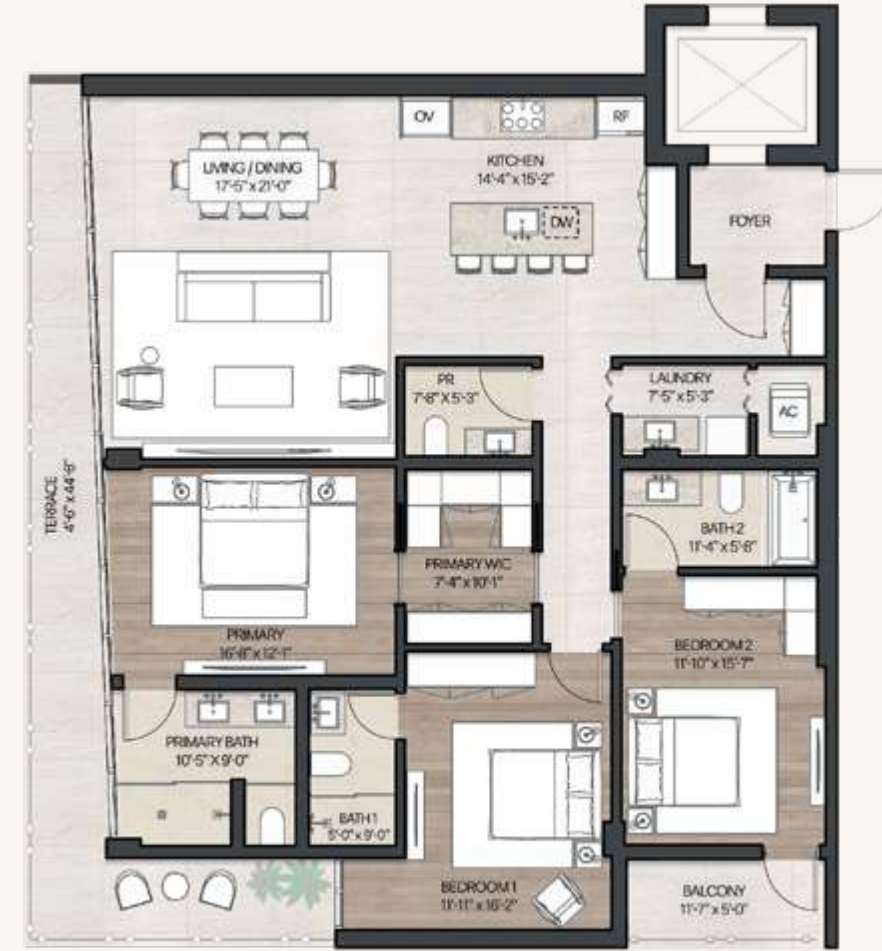 OV
RF
KITCHEN
14'-4" x 15'-2"
LIVING / DINING
17'-5" x 21'-0"
DW
FOYER
PR
7'-8" X 5'-3"
LAUNDRY
7'-5" x 5'-3"
AC
TERRACE
4'-6" x 44'-8"
BATH 2
11'-4" x 5'-8"
PRIMARY WIC
7'-4" x 10'-1"
PRIMARY
16'-8" x 12'-1"
BEDROOM 2
11'-10" x 15'-7"
PRIMARY BATH
10'-5" X 9'-0"
BATH 1
5'-0" x 9'-0"
BEDROOM 1
11'-11" x 16'-2"
BALCONY
11'-7" x 5'-0"